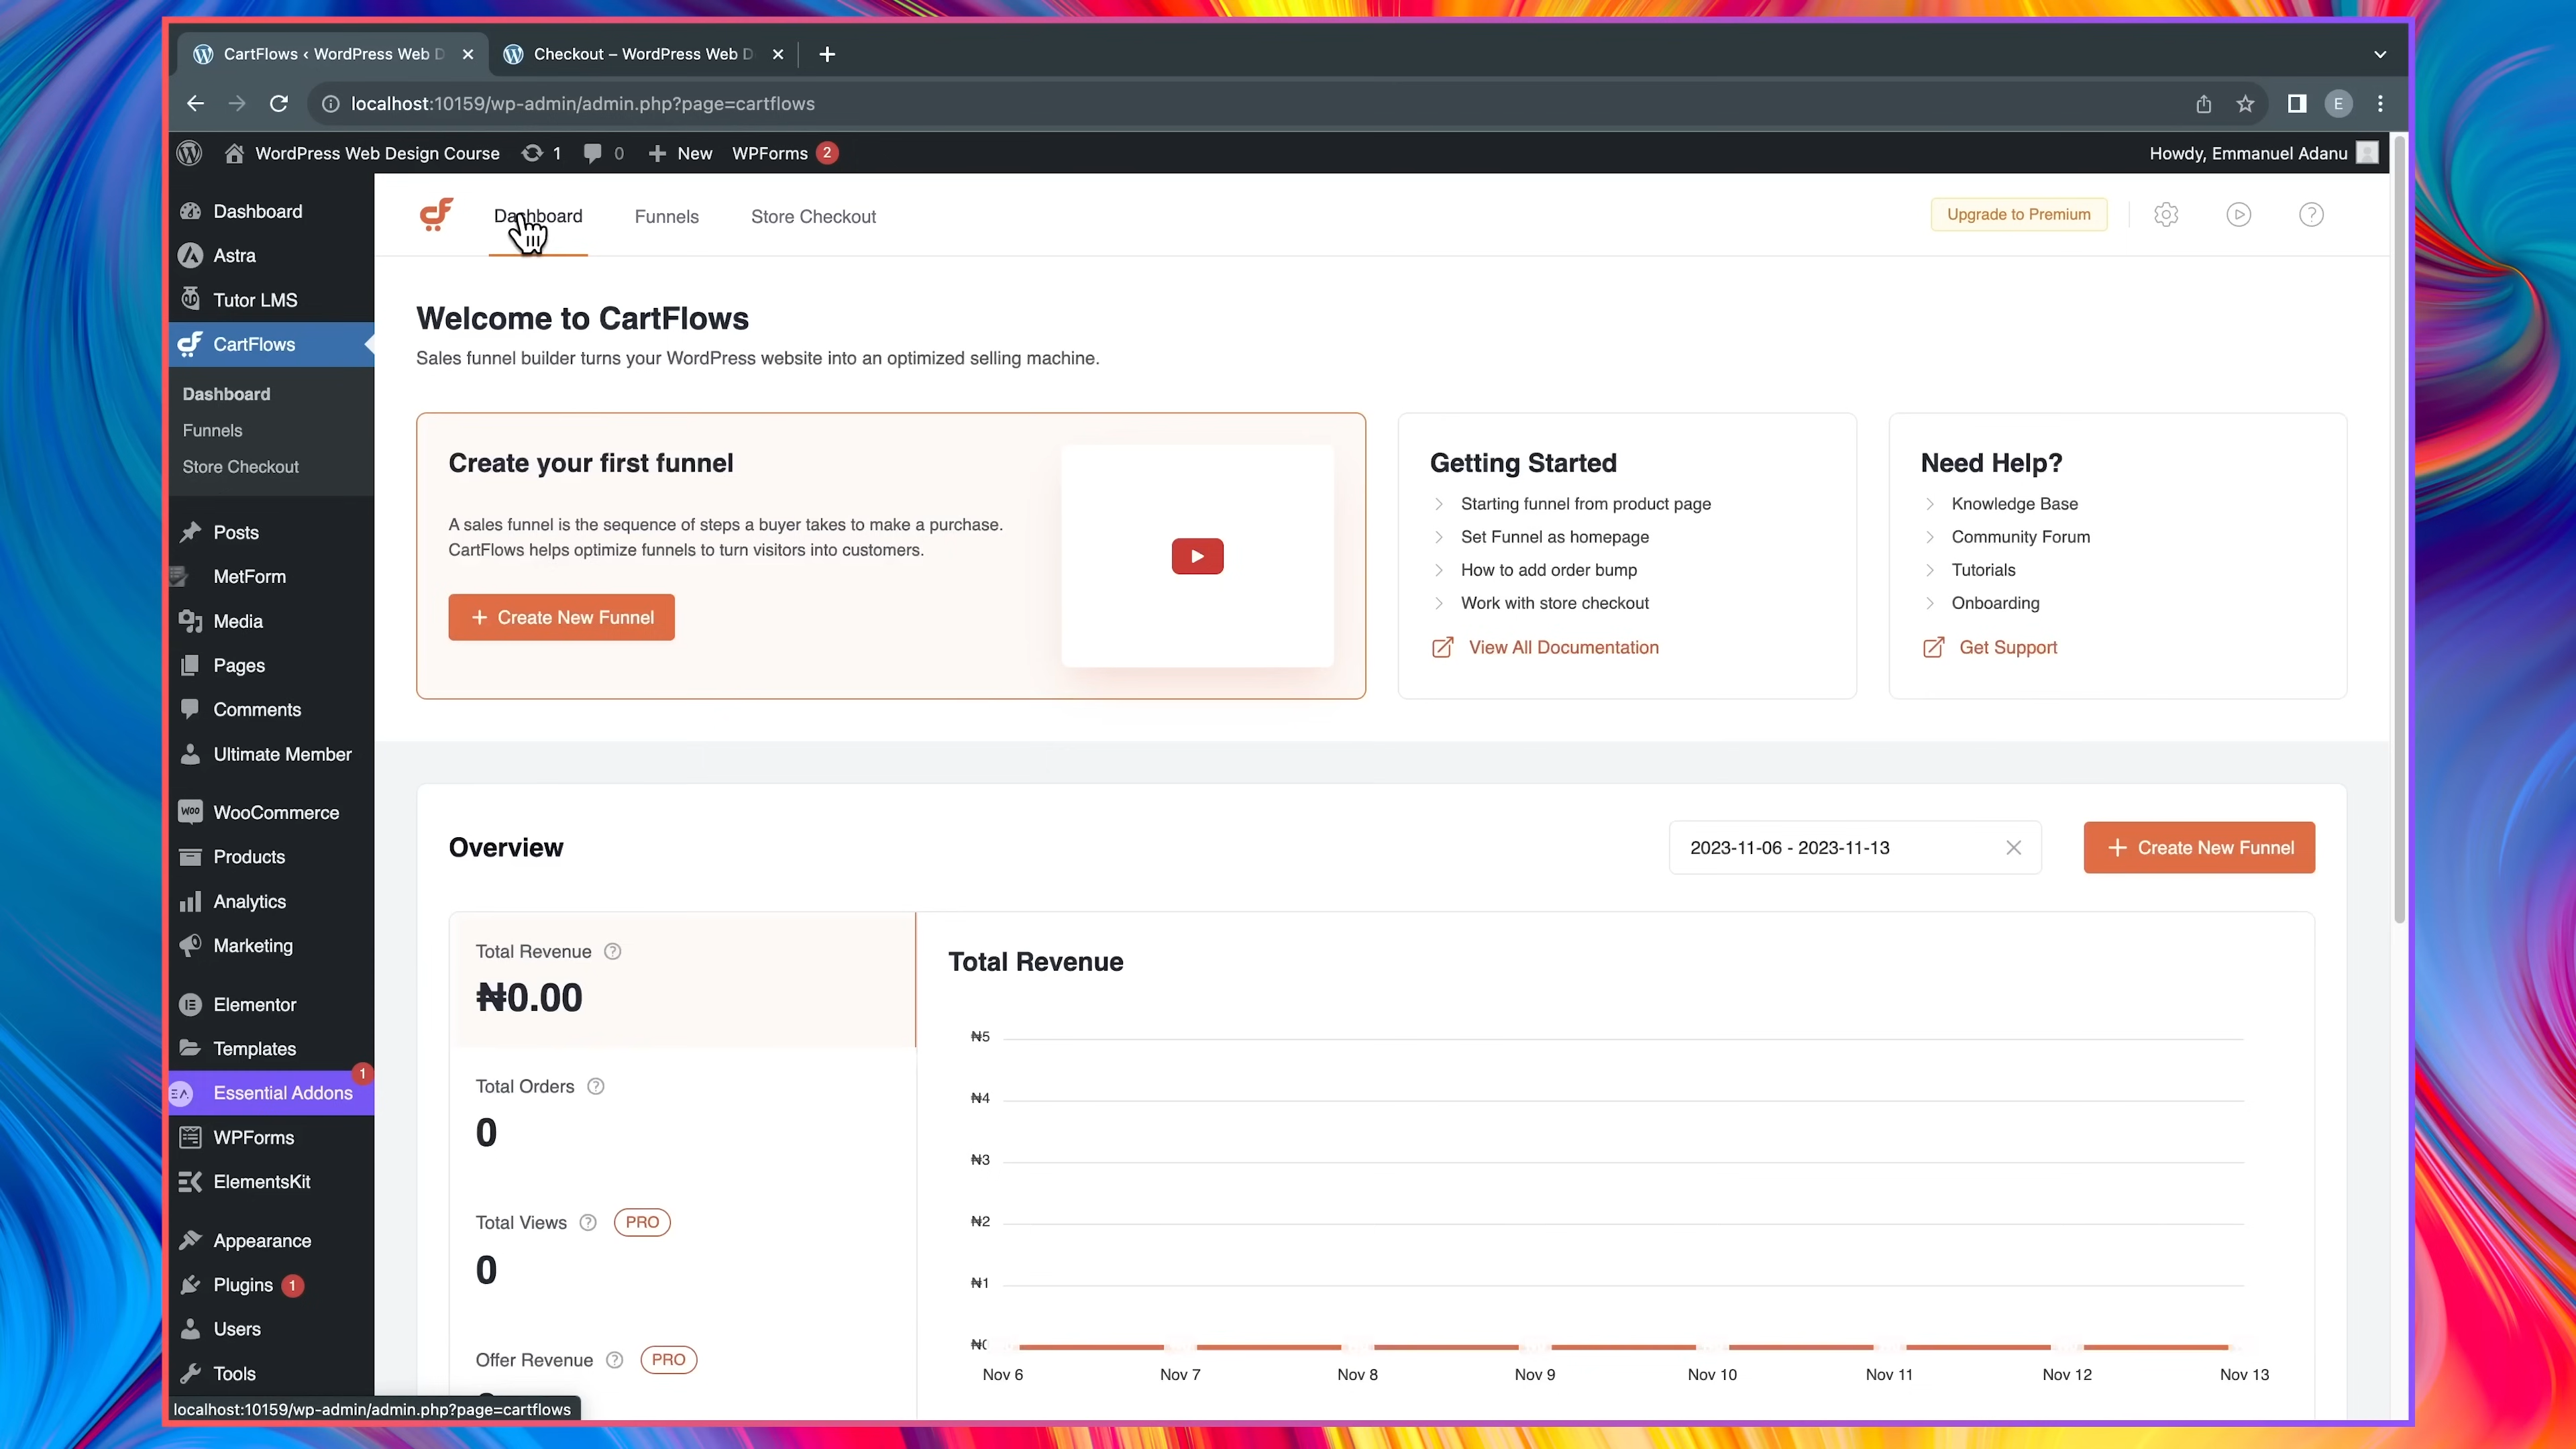 CartFlows ‹ WordPress Web D
Checkout – WordPress Web D
localhost:10159/wp-admin/admin.php?page=cartflows
E
WordPress Web Design Course 1 0 New WPForms 2
Howdy, Emmanuel Adanu
Dashboard
Astra
Tutor LMS
CartFlows
Dashboard
Funnels
Store Checkout
Posts
MetForm
Media
Pages
Comments
Ultimate Member
WooCommerce
Products
Analytics
Marketing
Elementor
Templates
Essential Addons 1
WPForms
ElementsKit
Appearance
Plugins 1
Users
Tools
localhost:10159/wp-admin/admin.php?page=cartflows
Dashboard Funnels Store Checkout
Upgrade to Premium
Welcome to CartFlows
Sales funnel builder turns your WordPress website into an optimized selling machine.
Create your first funnel
A sales funnel is the sequence of steps a buyer takes to make a purchase.
CartFlows helps optimize funnels to turn visitors into customers.
+ Create New Funnel
Getting Started
Starting funnel from product page
Set Funnel as homepage
How to add order bump
Work with store checkout
View All Documentation
Need Help?
Knowledge Base
Community Forum
Tutorials
Onboarding
Get Support
Overview
2023-11-06 - 2023-11-13
+ Create New Funnel
Total Revenue
₦0.00
Total Orders
0
Total Views PRO
0
Offer Revenue PRO
Total Revenue
₦5
₦4
₦3
₦2
₦1
Nov 6 Nov 7 Nov 8 Nov 9 Nov 10 Nov 11 Nov 12 Nov 13